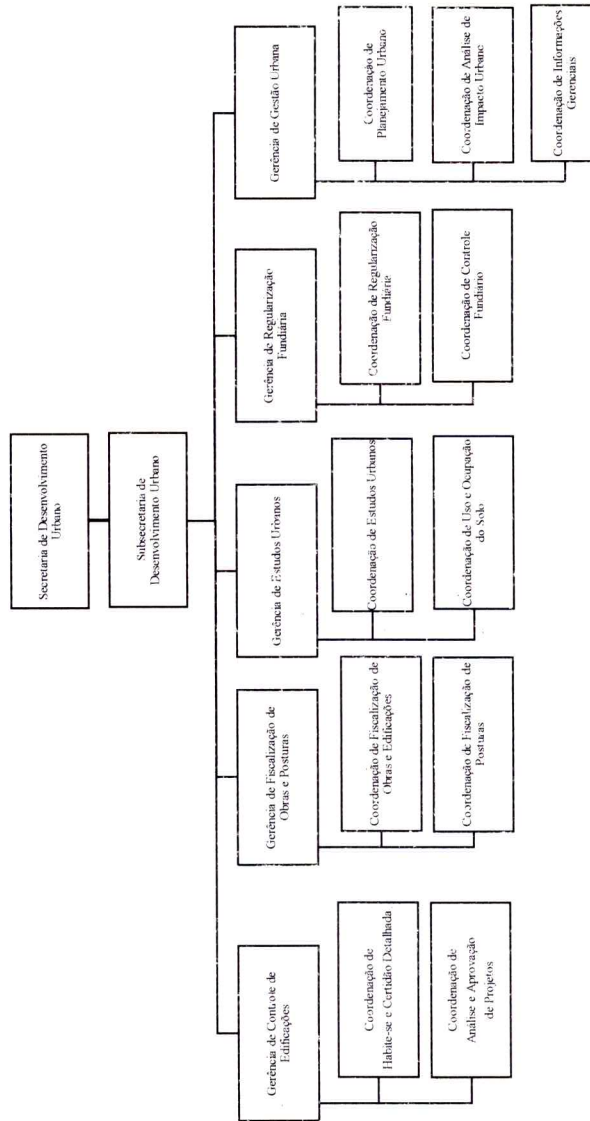 Secretaria de Desenvolvimento
Urbano
Subsecretaria de
Desenvolvimento Urbano
Gerência de Controle de
Edificações
Coordenação de
Habite-se e Certidão Detalhada
Coordenação de
Análise e Aprovação
de Projetos
Gerência de Fiscalização de
Obras e Posturas
Coordenação de Fiscalização de
Obras e Edificações
Coordenação de Fiscalização de
Posturas
Gerência de Estudos Urbanos
Coordenação de Estudos Urbanos
Coordenação de Uso e Ocupação
do Solo
Gerência de Regularização
Fundiária
Coordenação de Regularização
Fundiária
Coordenação de Controle
Fundiário
Gerência de Gestão Urbana
Coordenação de
Planejamento Urbano
Coordenação de Análise de
Impacto Urbano
Coordenação de Informações
Gerenciais